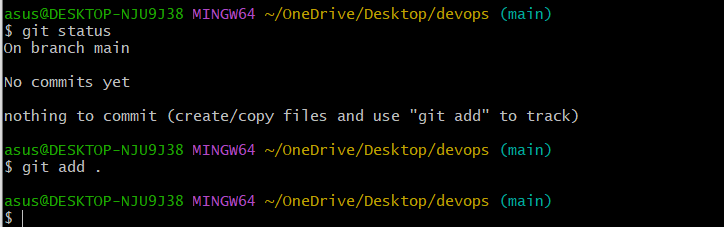 asus@DESKTOP-NJU9J38 MINGW64 ~/OneDrive/Desktop/devops (main)
$ git status
On branch main
No commits yet
nothing to commit (create/copy files and use "git add" to track)
asus@DESKTOP-NJU9J38 MINGW64 ~/OneDrive/Desktop/devops (main)
$ git add .
asus@DESKTOP-NJU9J38 MINGW64 ~/OneDrive/Desktop/devops (main)
$